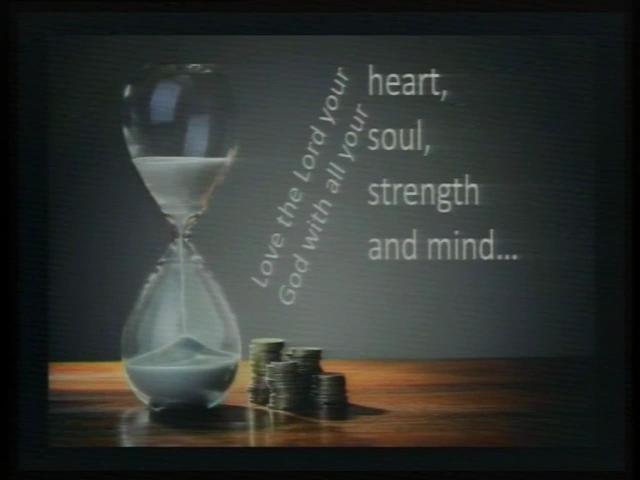 Love the Lord your
God with all your
heart,
soul,
strength
and mind...